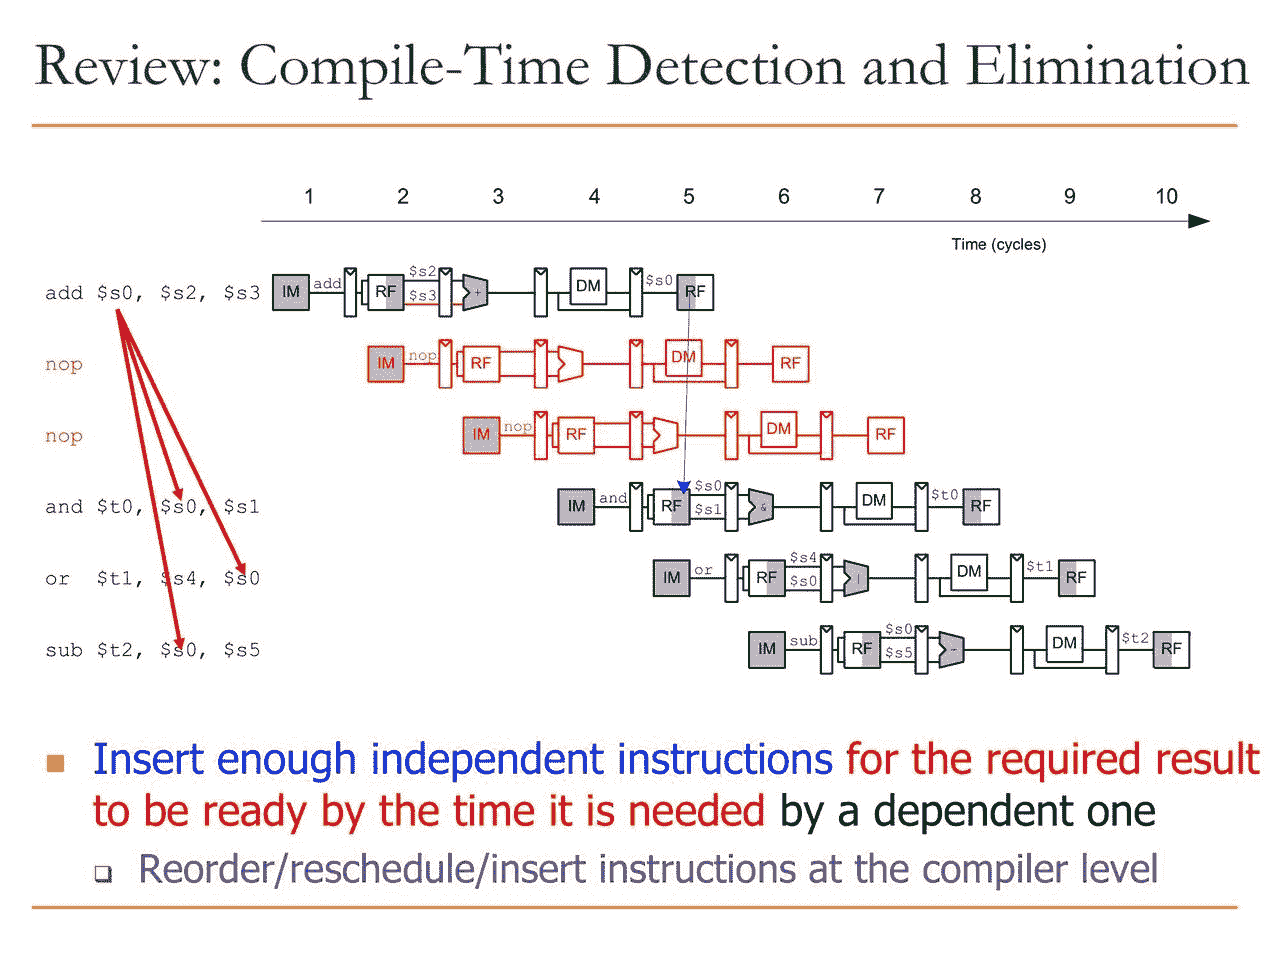 Review: Compile-Time Detection and Elimination
1 2 3 4 5 6 7 8 9 10
Time (cycles)
add $s0, $s2, $s3 IM add RF $s2 $s3 + DM $s0 RF
nop IM nop RF DM RF
nop IM nop RF DM RF
and $t0, $s0, $s1 IM and RF $s0 $s1 & DM $t0 RF
or $t1, $s4, $s0 IM or RF $s4 $s0 | DM $t1 RF
sub $t2, $s0, $s5 IM sub RF $s0 $s5 - DM $t2 RF
Insert enough independent instructions for the required result
to be ready by the time it is needed by a dependent one
Reorder/reschedule/insert instructions at the compiler level